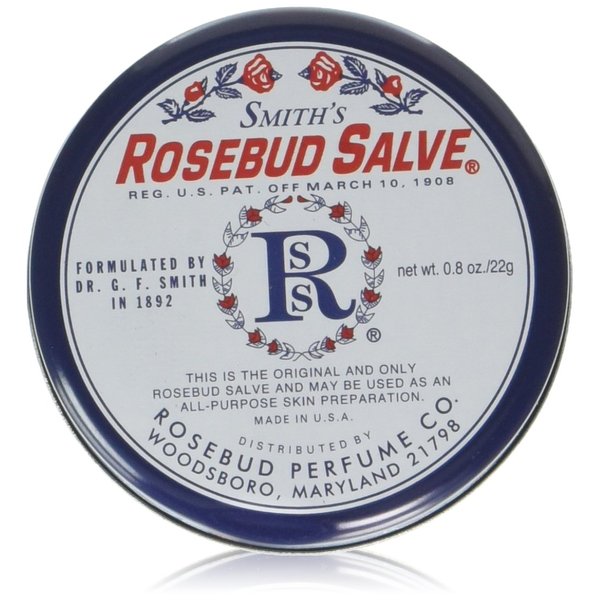 SMITH'S
ROSEBUD SALVE®
REG. U.S. PAT. OFF MARCH 10, 1908
FORMULATED BY
DR. G. F. SMITH
IN 1892
RSS
®
net wt. 0.8 oz./22g
THIS IS THE ORIGINAL AND ONLY
ROSEBUD SALVE AND MAY BE USED AS AN
ALL-PURPOSE SKIN PREPARATION.
MADE IN U.S.A.
DISTRIBUTED BY
ROSEBUD PERFUME CO.
WOODSBORO, MARYLAND 21798